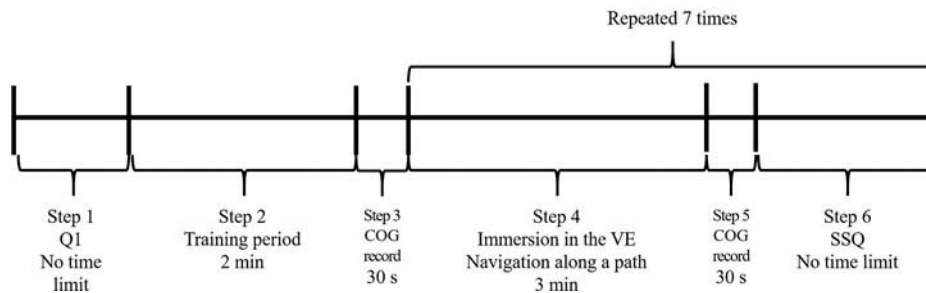 Repeated 7 times
Step 1
Q1
No time
limit
Step 2
Training period
2 min
Step 3
COG
record
30 s
Step 4
Immersion in the VE
Navigation along a path
3 min
Step 5
COG
record
30 s
Step 6
SSQ
No time limit